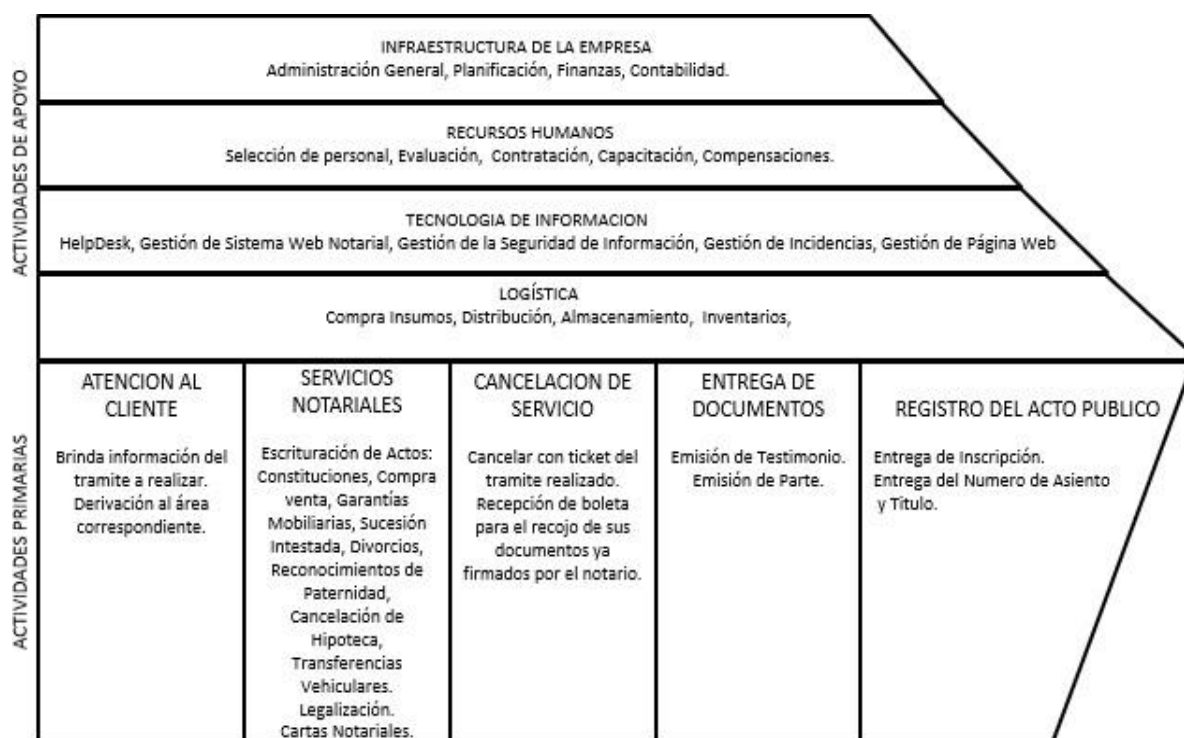 ACTIVIDADES DE APOYO
INFRAESTRUCTURA DE LA EMPRESA
Administración General, Planificación, Finanzas, Contabilidad.
RECURSOS HUMANOS
Selección de personal, Evaluación, Contratación, Capacitación, Compensaciones.
TECNOLOGIA DE INFORMACION
HelpDesk, Gestión de Sistema Web Notarial, Gestión de la Seguridad de Información, Gestión de Incidencias, Gestión de Página Web
LOGÍSTICA
Compra Insumos, Distribución, Almacenamiento, Inventarios,
ACTIVIDADES PRIMARIAS
ATENCION AL
CLIENTE
Brinda información del
tramite a realizar.
Derivación al área
correspondiente.
SERVICIOS
NOTARIALES
Escrituración de Actos:
Constituciones, Compra
venta, Garantías
Mobiliarias, Sucesión
Intestada, Divorcios,
Reconocimientos de
Paternidad,
Cancelación de
Hipoteca,
Transferencias
Vehiculares.
Legalización.
Cartas Notariales.
CANCELACION DE
SERVICIO
Cancelar con ticket del
tramite realizado.
Recepción de boleta
para el recojo de sus
documentos ya
firmados por el notario.
ENTREGA DE
DOCUMENTOS
Emisión de Testimonio.
Emisión de Parte.
REGISTRO DEL ACTO PUBLICO
Entrega de Inscripción.
Entrega del Numero de Asiento
y Titulo.